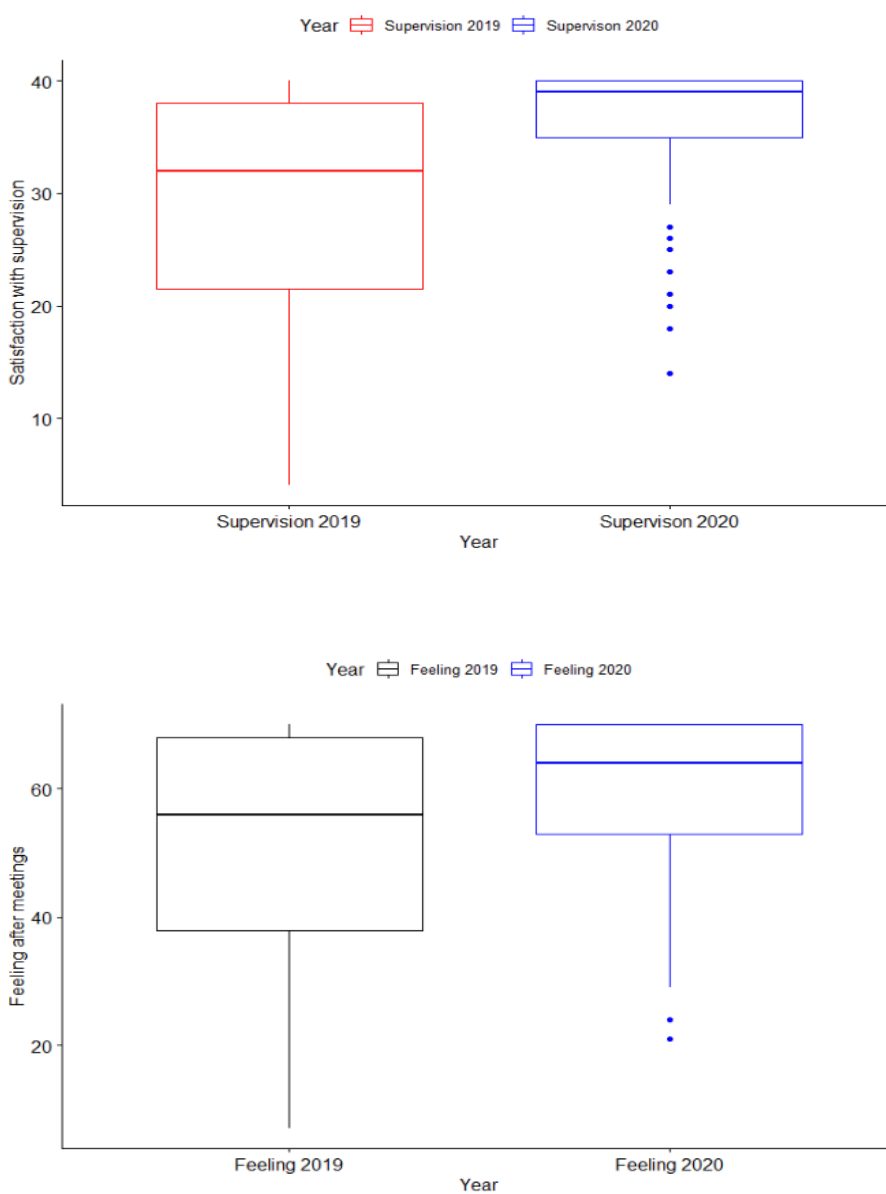 Year Supervision 2019 Supervison 2020
Satisfaction with supervision
40
30
20
10
Supervision 2019 Supervison 2020
Year
Year Feeling 2019 Feeling 2020
Feeling after meetings
60
40
20
Feeling 2019 Feeling 2020
Year